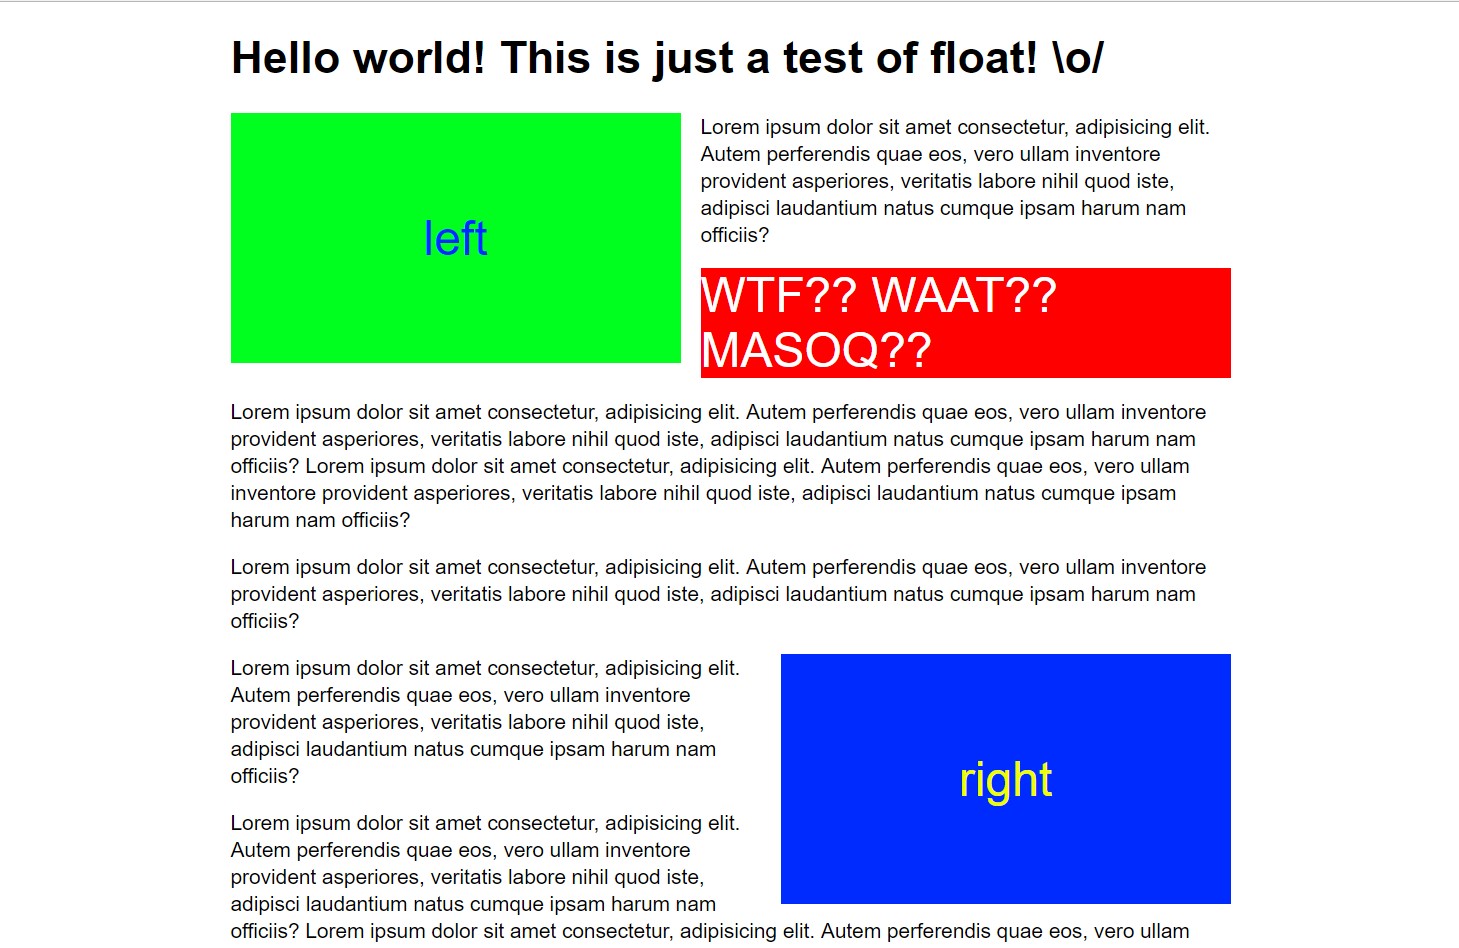 Hello world! This is just a test of float! \o/
left
Lorem ipsum dolor sit amet consectetur, adipisicing elit.
Autem perferendis quae eos, vero ullam inventore
provident asperiores, veritatis labore nihil quod iste,
adipisci laudantium natus cumque ipsam harum nam
officiis?
WTF?? WAAT??
MASOQ??
Lorem ipsum dolor sit amet consectetur, adipisicing elit. Autem perferendis quae eos, vero ullam inventore
provident asperiores, veritatis labore nihil quod iste, adipisci laudantium natus cumque ipsam harum nam
officiis? Lorem ipsum dolor sit amet consectetur, adipisicing elit. Autem perferendis quae eos, vero ullam
inventore provident asperiores, veritatis labore nihil quod iste, adipisci laudantium natus cumque ipsam
harum nam officiis?
Lorem ipsum dolor sit amet consectetur, adipisicing elit. Autem perferendis quae eos, vero ullam inventore
provident asperiores, veritatis labore nihil quod iste, adipisci laudantium natus cumque ipsam harum nam
officiis?
Lorem ipsum dolor sit amet consectetur, adipisicing elit.
Autem perferendis quae eos, vero ullam inventore
provident asperiores, veritatis labore nihil quod iste,
adipisci laudantium natus cumque ipsam harum nam
officiis?
right
Lorem ipsum dolor sit amet consectetur, adipisicing elit.
Autem perferendis quae eos, vero ullam inventore
provident asperiores, veritatis labore nihil quod iste,
adipisci laudantium natus cumque ipsam harum nam
officiis? Lorem ipsum dolor sit amet consectetur, adipisicing elit. Autem perferendis quae eos, vero ullam